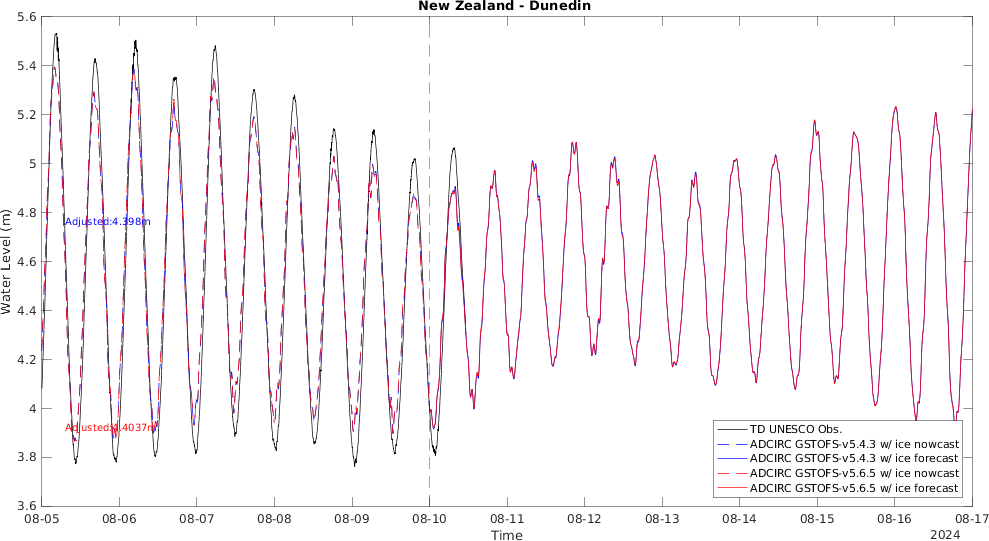 New Zealand - Dunedin
Water Level (m)
5.6
5.4
5.2
5
4.8
4.6
4.4
4.2
4
3.8
3.6
Adjusted:4.398m
Adjusted:4.4037m
TD UNESCO Obs.
ADCIRC GSTOFS-v5.4.3 w/ ice nowcast
ADCIRC GSTOFS-v5.4.3 w/ ice forecast
ADCIRC GSTOFS-v5.6.5 w/ ice nowcast
ADCIRC GSTOFS-v5.6.5 w/ ice forecast
08-05 08-06 08-07 08-08 08-09 08-10 08-11 08-12 08-13 08-14 08-15 08-16 08-17
Time
2024